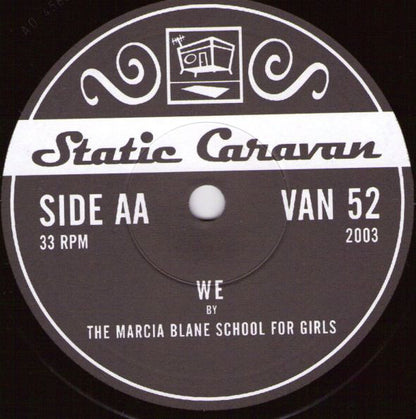 Static Caravan
SIDE AA
VAN 52
33 RPM
2003
WE
BY
THE MARCIA BLANE SCHOOL FOR GIRLS